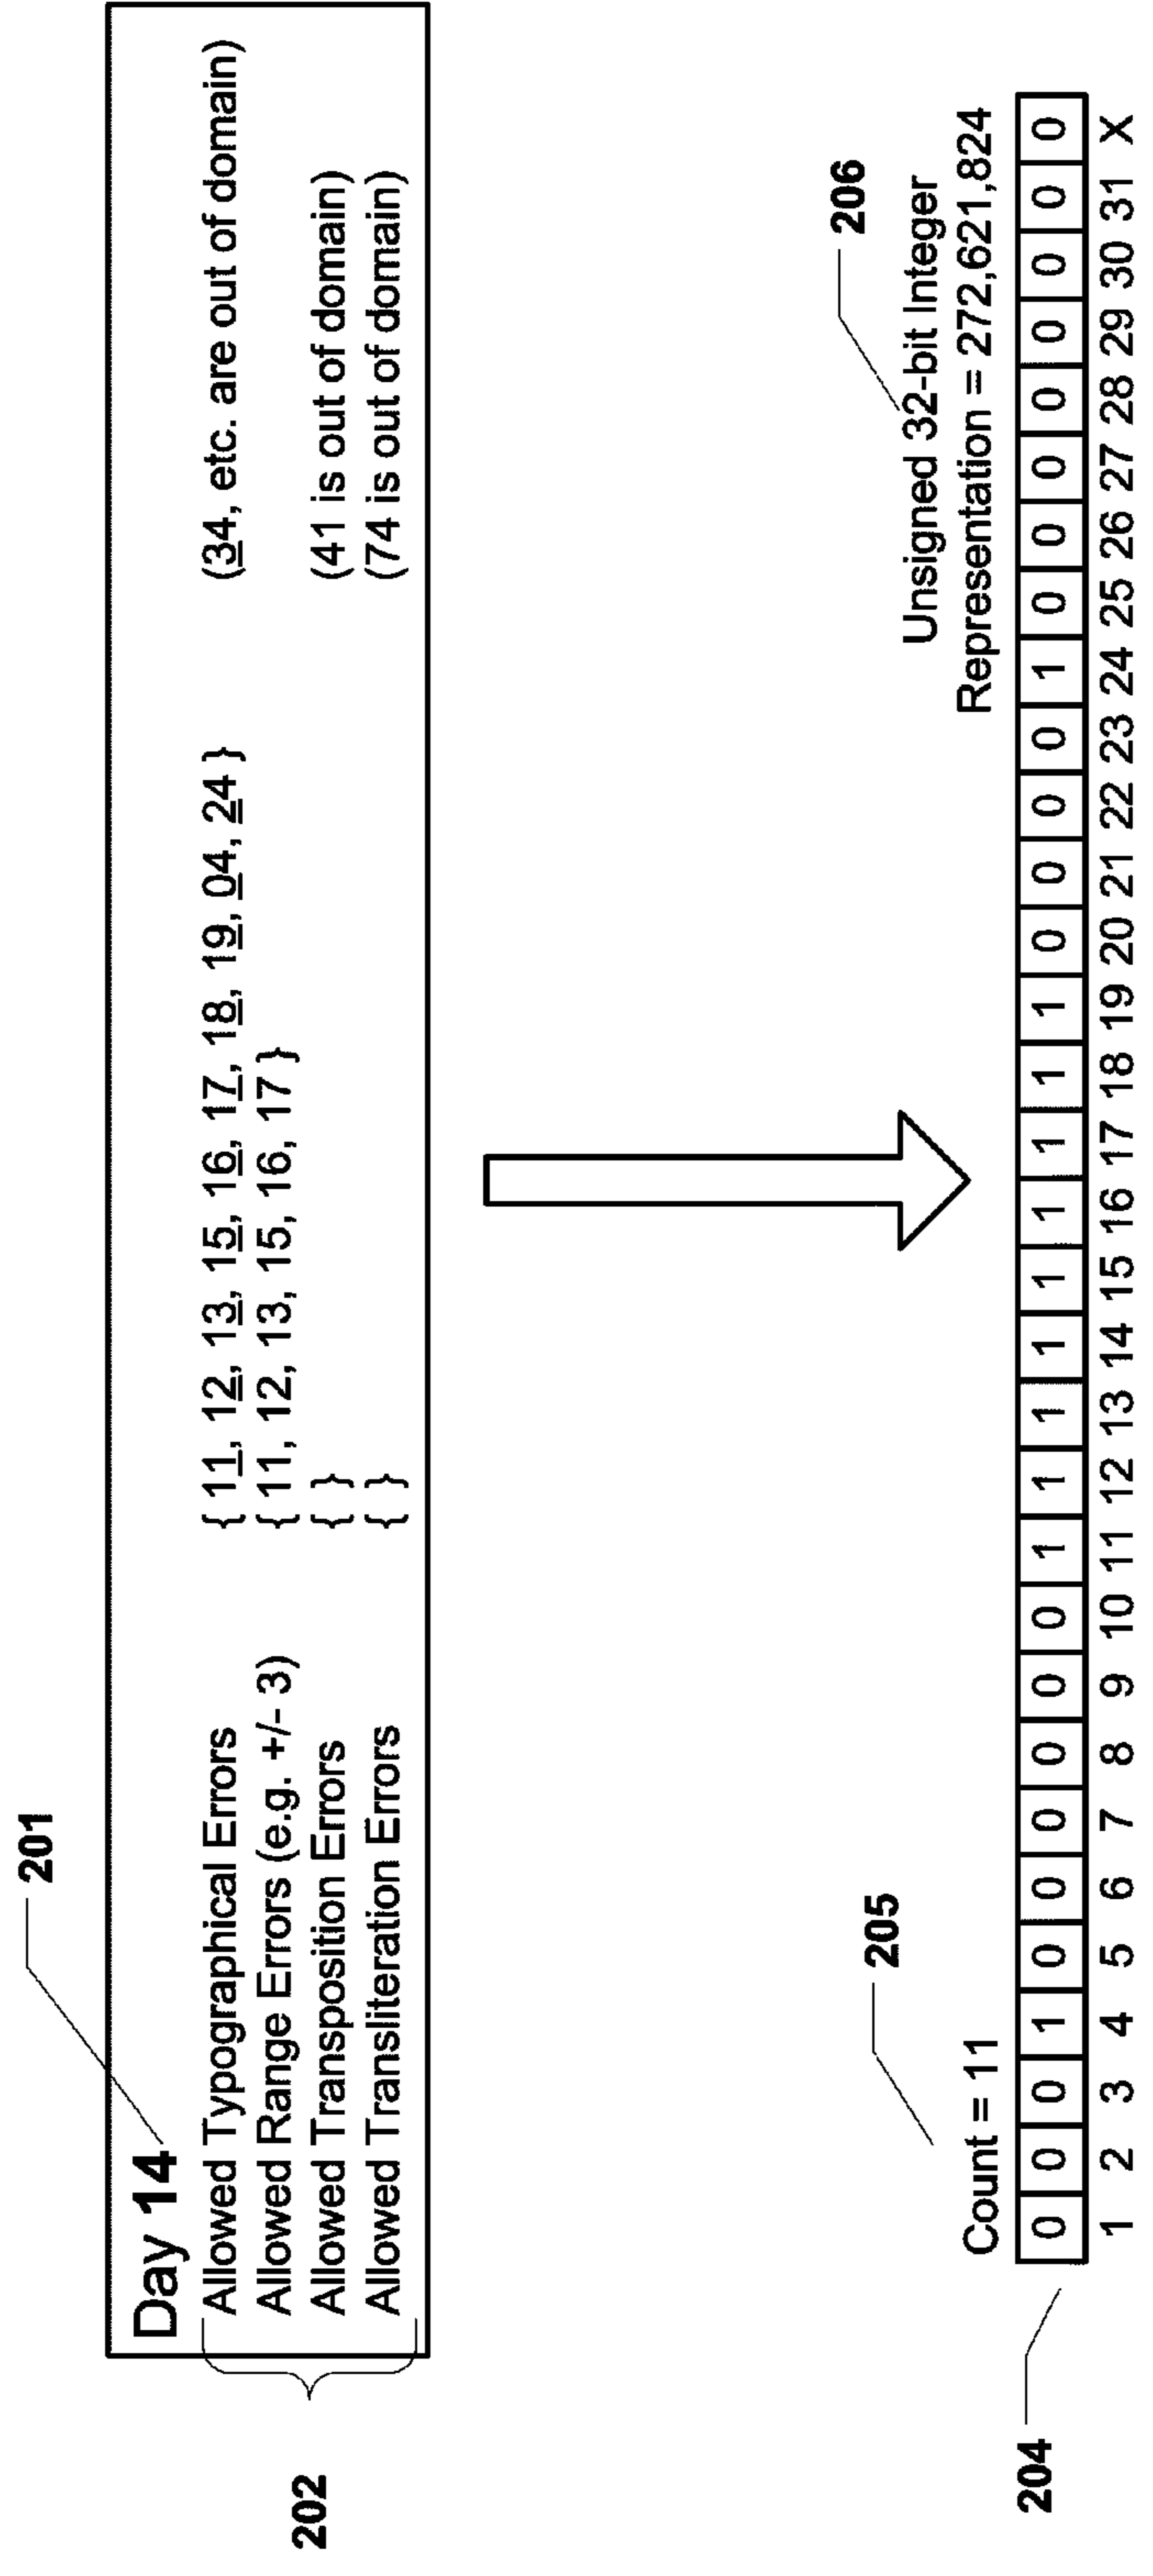 201
Day 14
Allowed Typographical Errors { 11, 12, 13, 15, 16, 17, 18, 19, 04, 24 } (34, etc. are out of domain)
Allowed Range Errors (e.g. +/- 3) { 11, 12, 13, 15, 16, 17 }
Allowed Transposition Errors { } (41 is out of domain)
Allowed Transliteration Errors { } (74 is out of domain)
202
206
205
Unsigned 32-bit Integer
Count = 11 Representation = 272,621,824
0 0 0 1 0 0 0 0 0 0 1 1 1 1 1 1 1 1 1 0 0 0 0 1 0 0 0 0 0 0 0 0
1 2 3 4 5 6 7 8 9 10 11 12 13 14 15 16 17 18 19 20 21 22 23 24 25 26 27 28 29 30 31 X
204